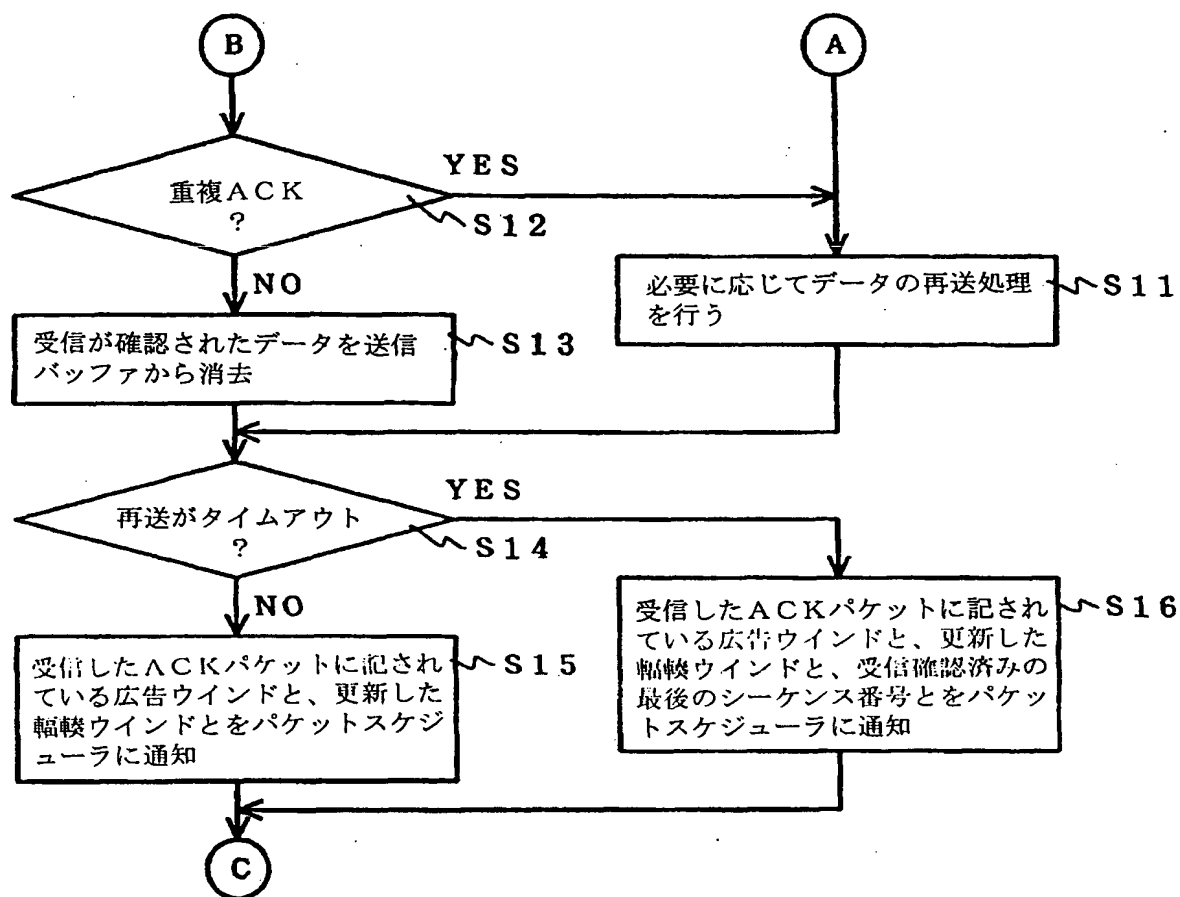 B
A
重複ACK
?
YES
S12
NO
必要に応じてデータの再送処理
を行う
S11
受信が確認されたデータを送信
バッファから消去
S13
再送がタイムアウト
?
YES
S14
NO
受信したACKパケットに記され
ている広告ウインドと、更新した
輻輳ウインドとをパケットスケジ
ューラに通知
S15
受信したACKパケットに記され
ている広告ウインドと、更新した
輻輳ウインドと、受信確認済みの
最後のシーケンス番号とをパケッ
トスケジューラに通知
S16
C